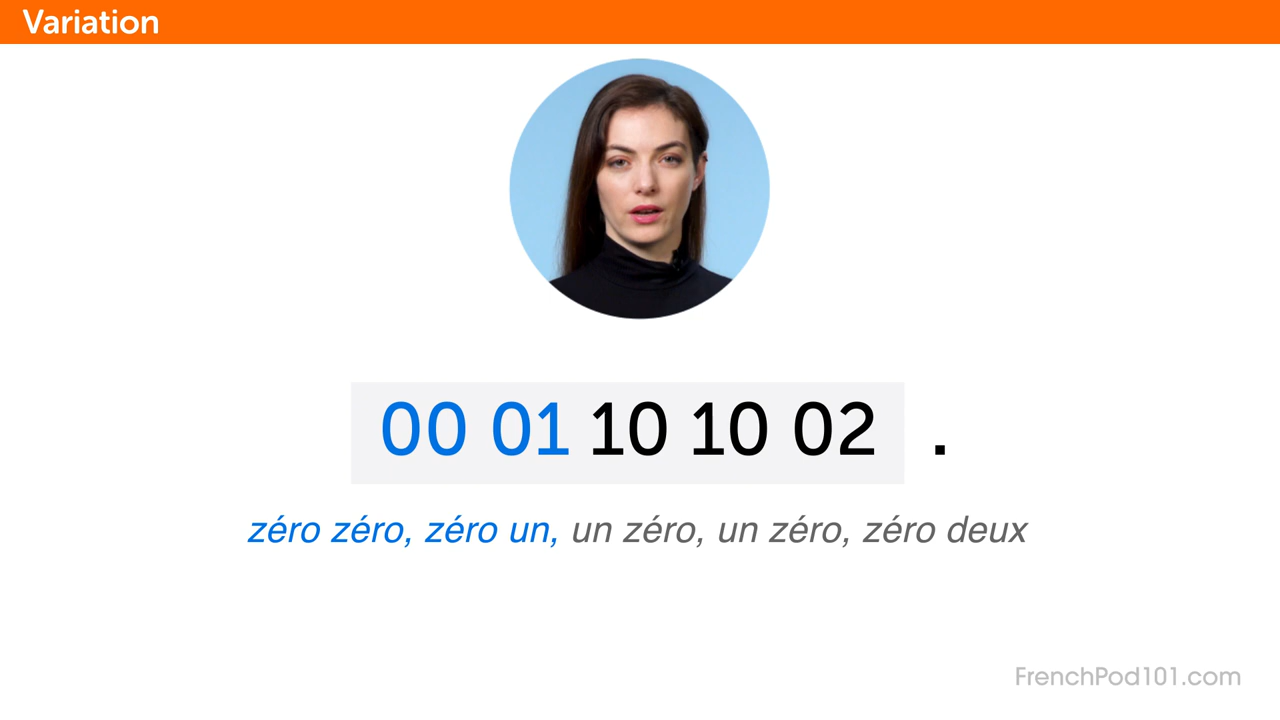 Variation
00 01 10 10 02 .
zéro zéro, zéro un, un zéro, un zéro, zéro deux
FrenchPod101.com